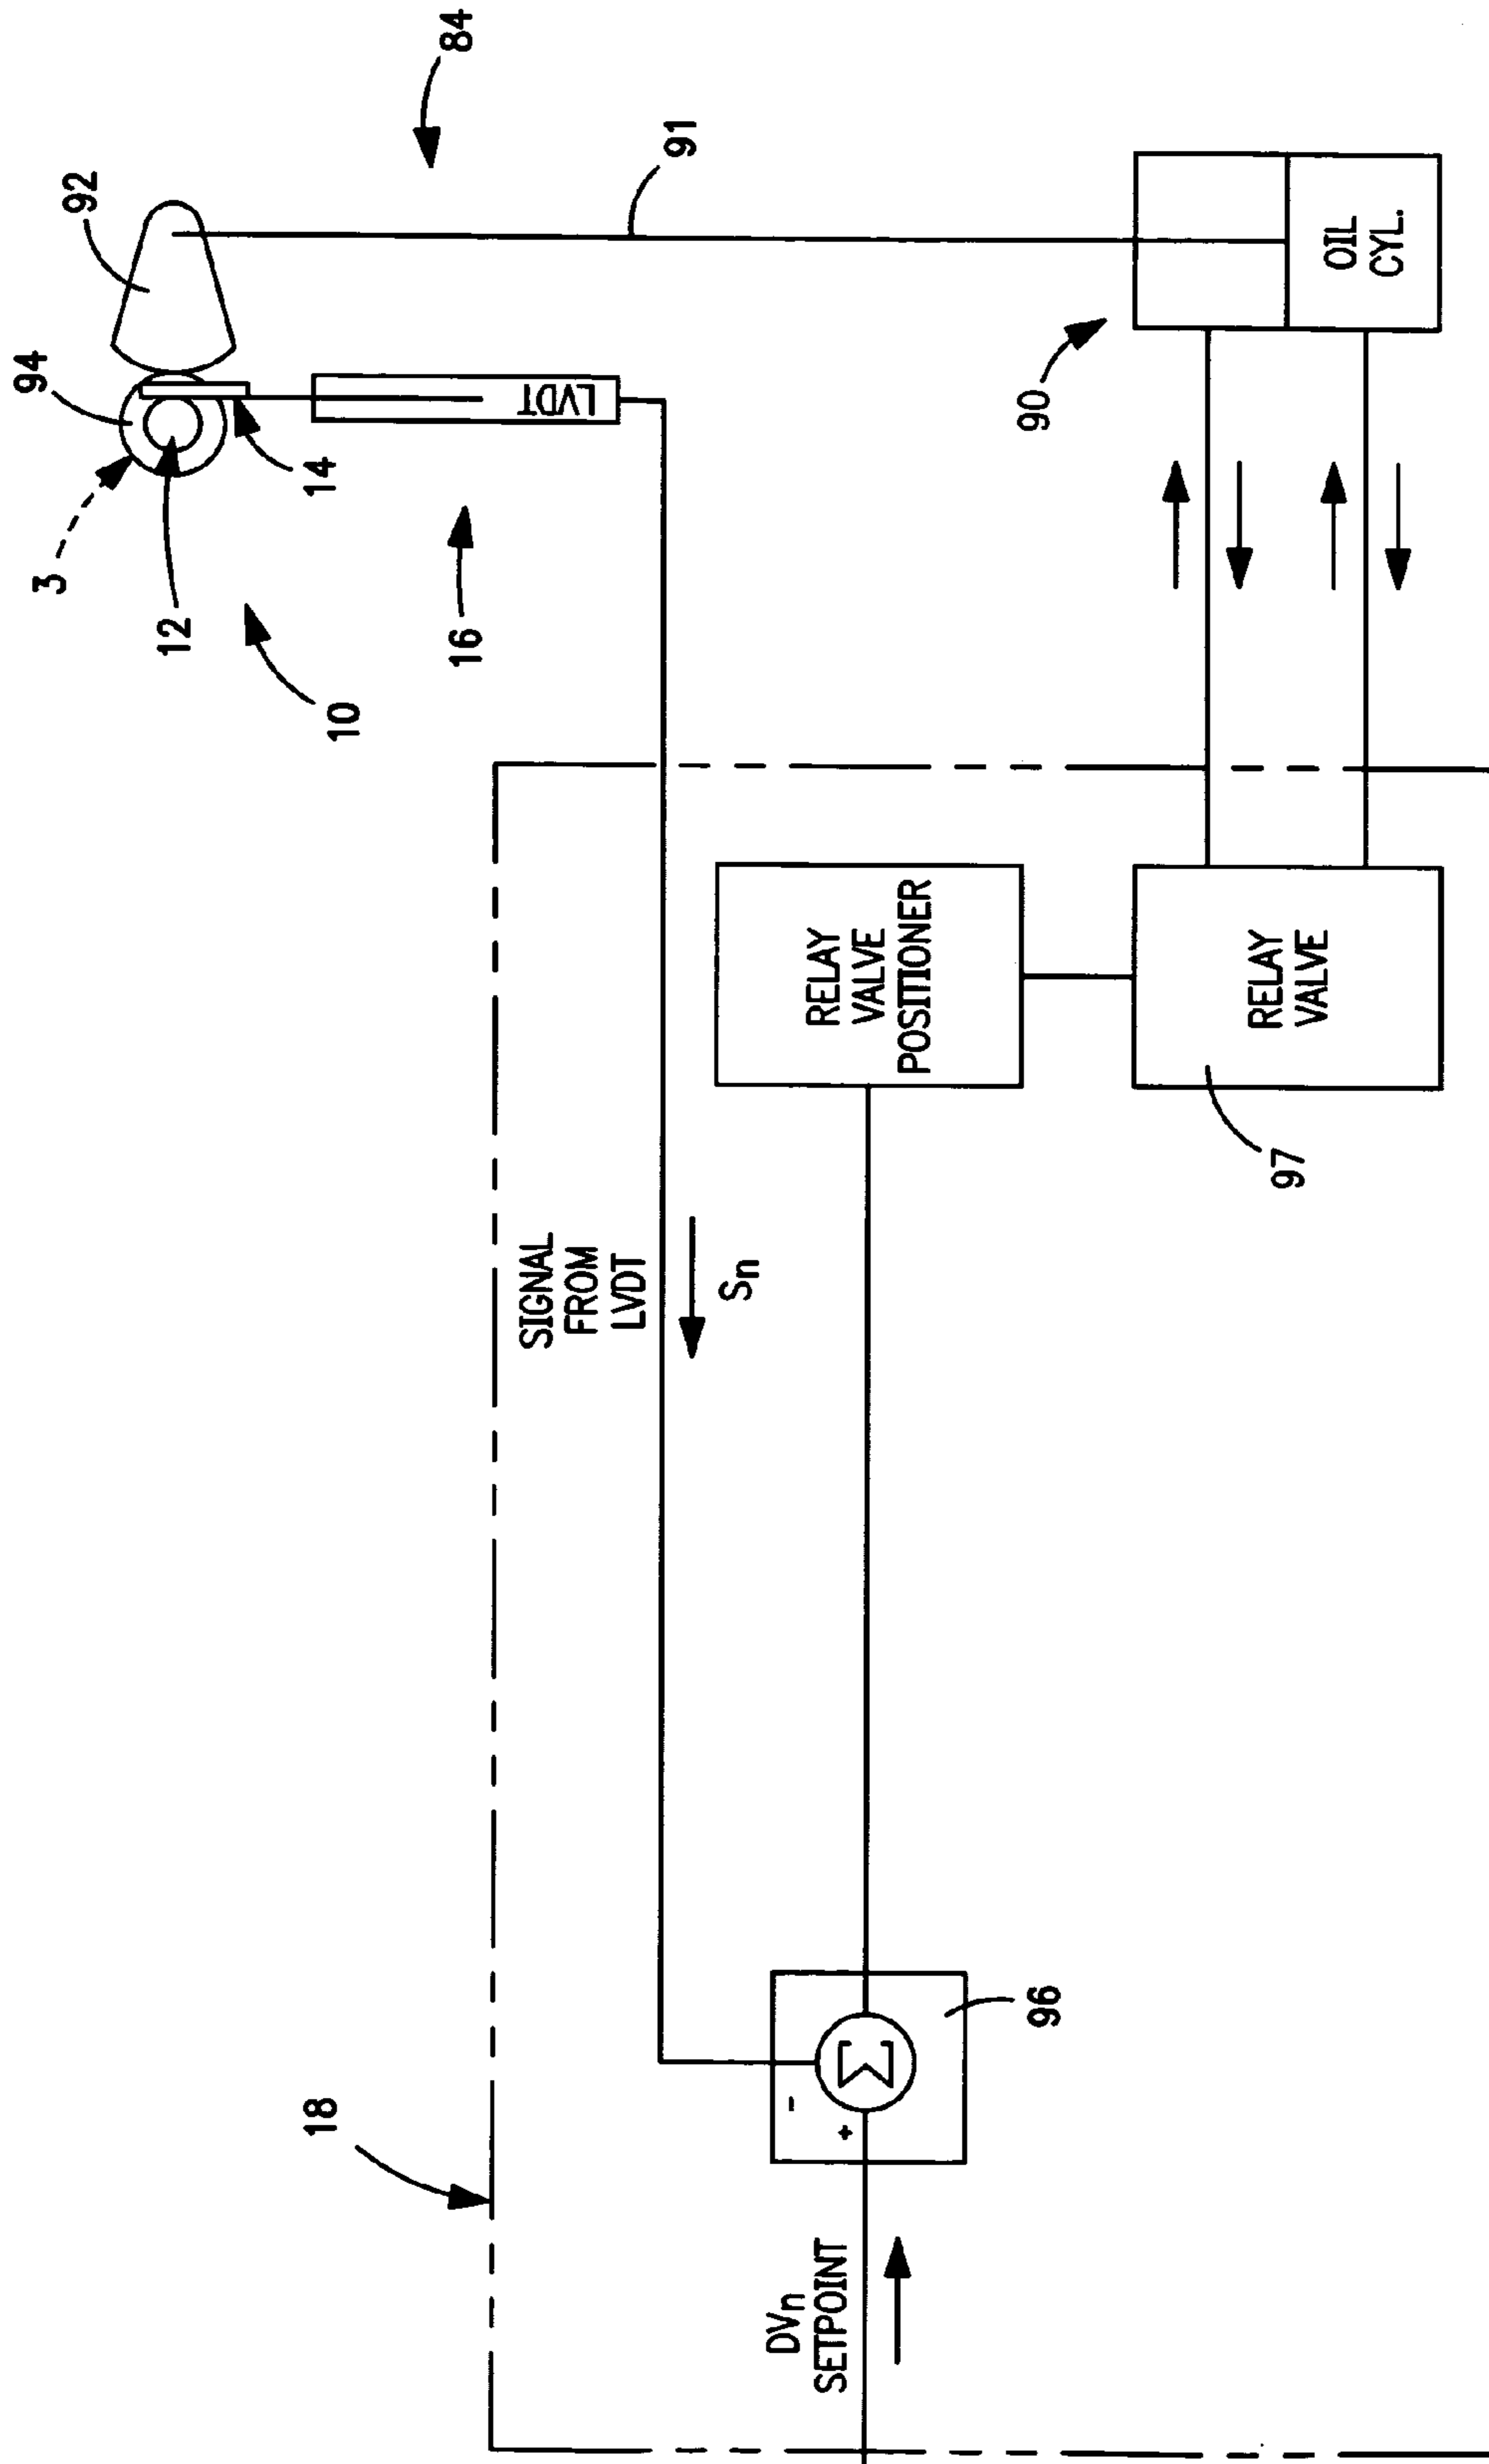 84
92
94
91
3
12
14
16
10
LVDT
OIL
CYL.
90
SIGNAL
FROM
LVDT
Sn
RELAY
VALVE
POSITIONER
RELAY
VALVE
97
18
-
+
Σ
96
DVn
SETPOINT